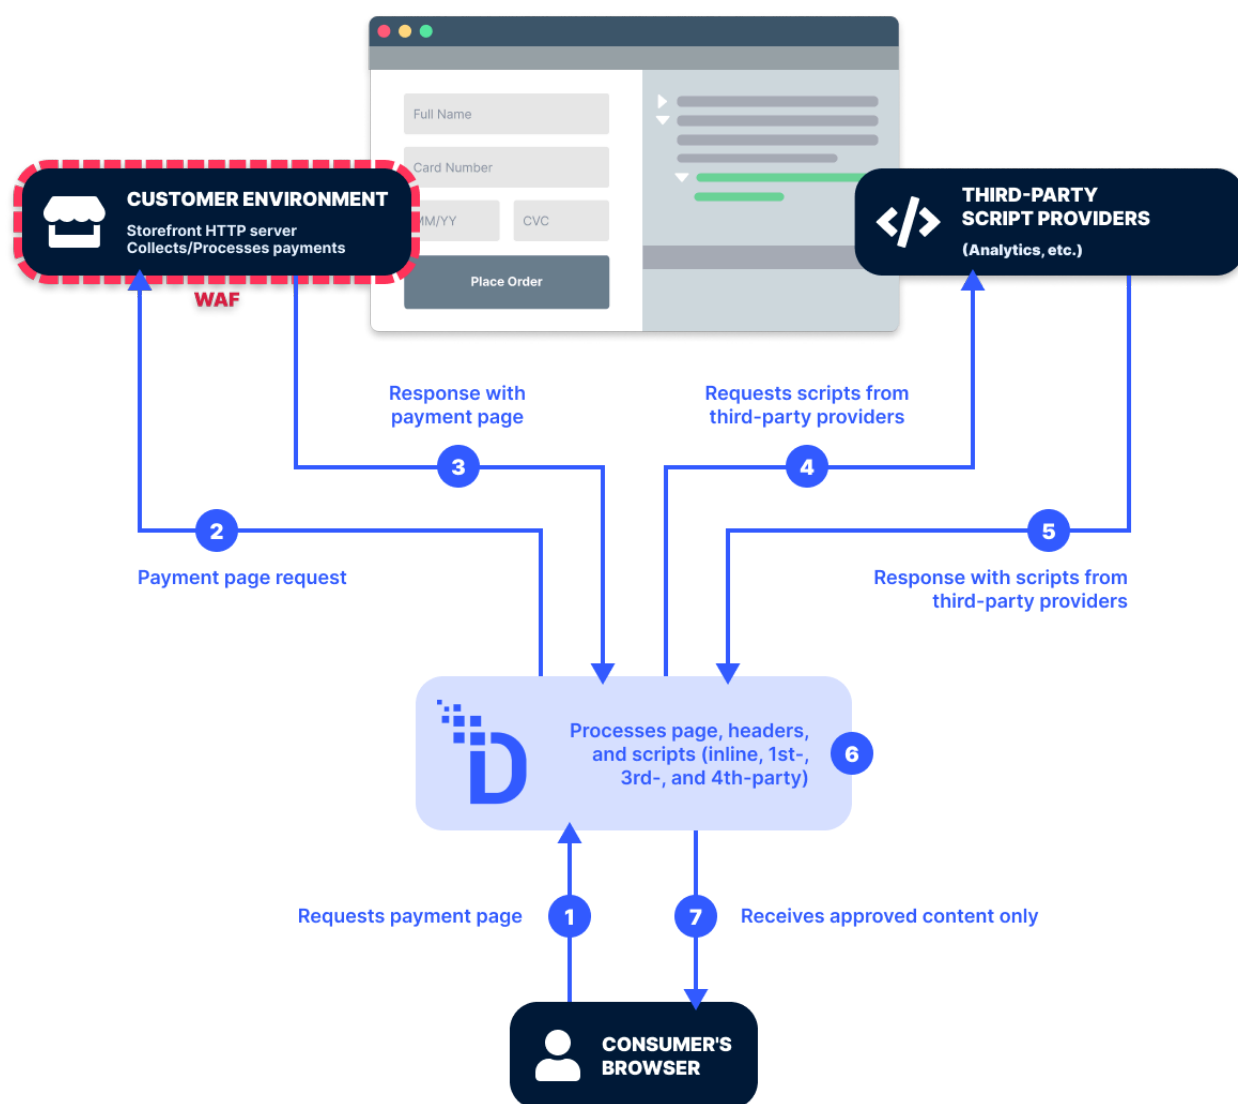 Full Name
Card Number
MM/YY
CVC
Place Order
CUSTOMER ENVIRONMENT
Storefront HTTP server
Collects/Processes payments
WAF
THIRD-PARTY
SCRIPT PROVIDERS
(Analytics, etc.)
Response with
payment page
3
Requests scripts from
third-party providers
4
2
Payment page request
5
Response with scripts from
third-party providers
D
Processes page, headers,
and scripts (inline, 1st-,
3rd-, and 4th-party)
6
Requests payment page
1
7
Receives approved content only
CONSUMER'S
BROWSER